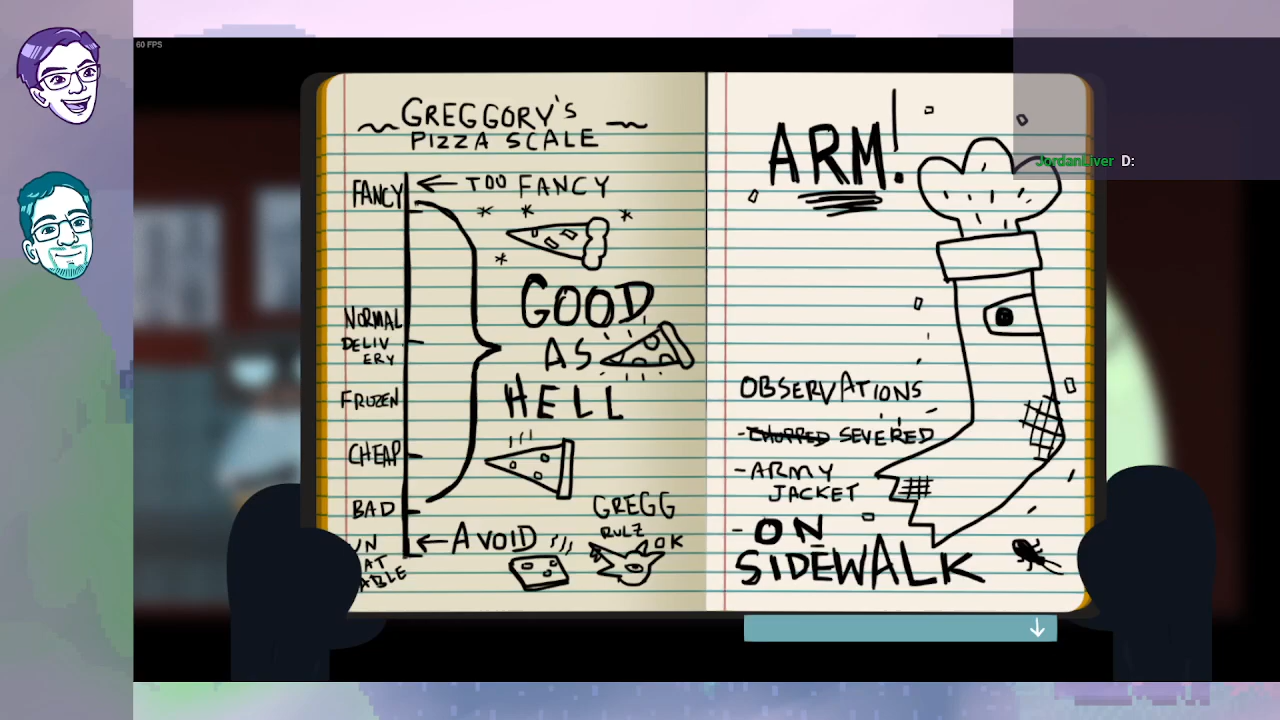 60 FPS
GREGGORY'S
PIZZA SCALE
FANCY
TOO FANCY
GOOD
AS
HELL
NORMAL
DELIV
ERY
FROZEN
CHEAP
BAD
AVOID
GREGG
RULZ
OK
ARM!
OBSERVATIONS
- CHOPPED SEVERED
- ARMY
JACKET
- ON
SIDEWALK
JordanLiver D: